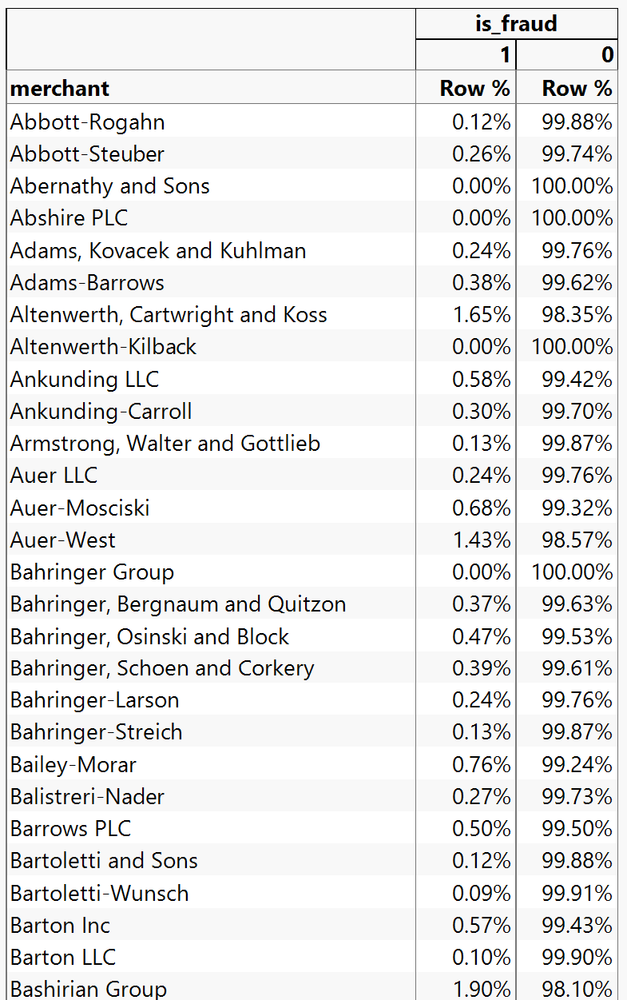 is_fraud
1 0
merchant Row % Row %
Abbott-Rogahn 0.12% 99.88%
Abbott-Steuber 0.26% 99.74%
Abernathy and Sons 0.00% 100.00%
Abshire PLC 0.00% 100.00%
Adams, Kovacek and Kuhlman 0.24% 99.76%
Adams-Barrows 0.38% 99.62%
Altenwerth, Cartwright and Koss 1.65% 98.35%
Altenwerth-Kilback 0.00% 100.00%
Ankunding LLC 0.58% 99.42%
Ankunding-Carroll 0.30% 99.70%
Armstrong, Walter and Gottlieb 0.13% 99.87%
Auer LLC 0.24% 99.76%
Auer-Mosciski 0.68% 99.32%
Auer-West 1.43% 98.57%
Bahringer Group 0.00% 100.00%
Bahringer, Bergnaum and Quitzon 0.37% 99.63%
Bahringer, Osinski and Block 0.47% 99.53%
Bahringer, Schoen and Corkery 0.39% 99.61%
Bahringer-Larson 0.24% 99.76%
Bahringer-Streich 0.13% 99.87%
Bailey-Morar 0.76% 99.24%
Balistreri-Nader 0.27% 99.73%
Barrows PLC 0.50% 99.50%
Bartoletti and Sons 0.12% 99.88%
Bartoletti-Wunsch 0.09% 99.91%
Barton Inc 0.57% 99.43%
Barton LLC 0.10% 99.90%
Bashirian Group 1.90% 98.10%